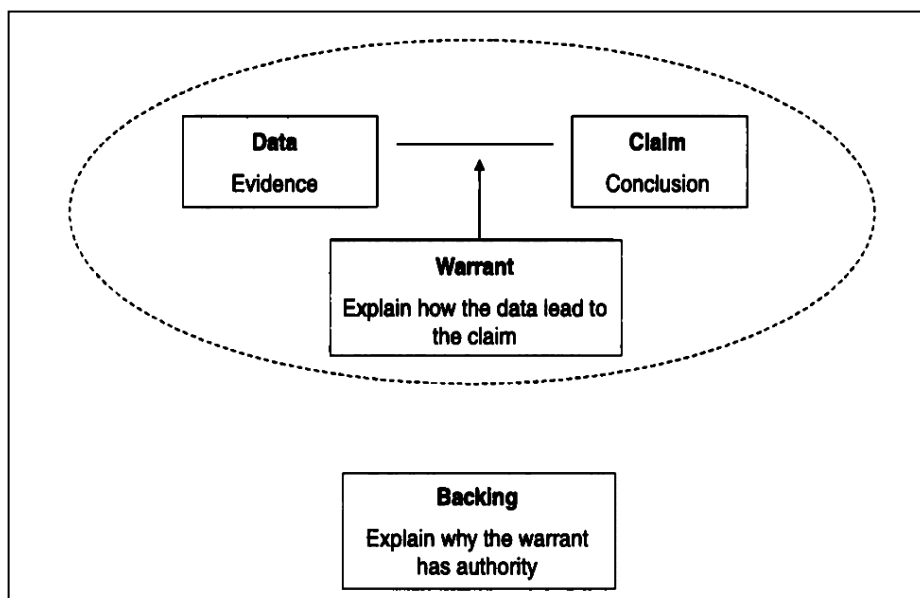 Data
Evidence
Claim
Conclusion
Warrant
Explain how the data lead to
the claim
Backing
Explain why the warrant
has authority